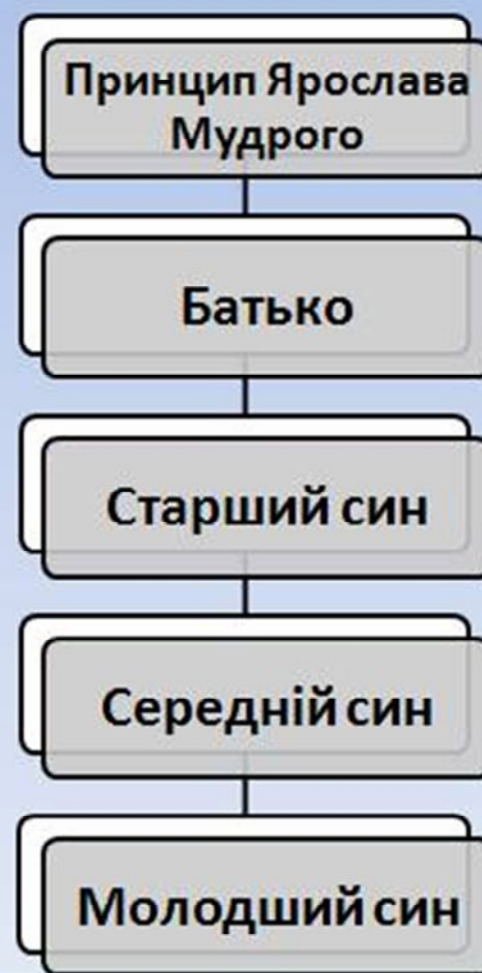 Принцип Ярослава
Мудрого
Батько
Старший син
Середній син
Молодший син